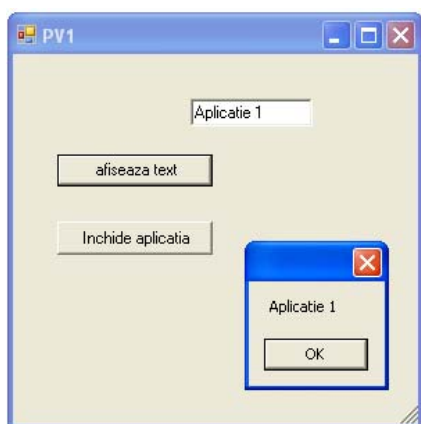 PV1
Aplicatie 1
afiseaza text
Inchide aplicatia
Aplicatie 1
OK